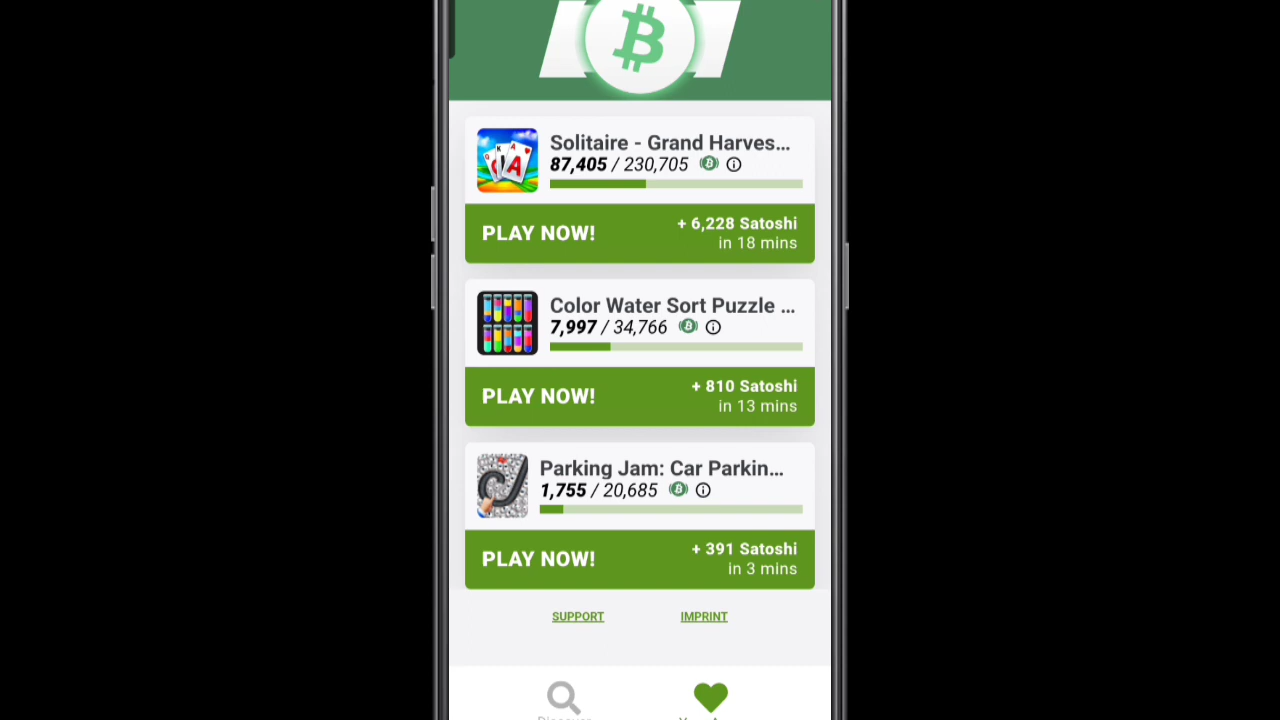 Solitaire - Grand Harves...
87,405 / 230,705
PLAY NOW!
+ 6,228 Satoshi
in 18 mins
Color Water Sort Puzzle ...
7,997 / 34,766
PLAY NOW!
+ 810 Satoshi
in 13 mins
Parking Jam: Car Parkin...
1,755 / 20,685
PLAY NOW!
+ 391 Satoshi
in 3 mins
SUPPORT IMPRINT